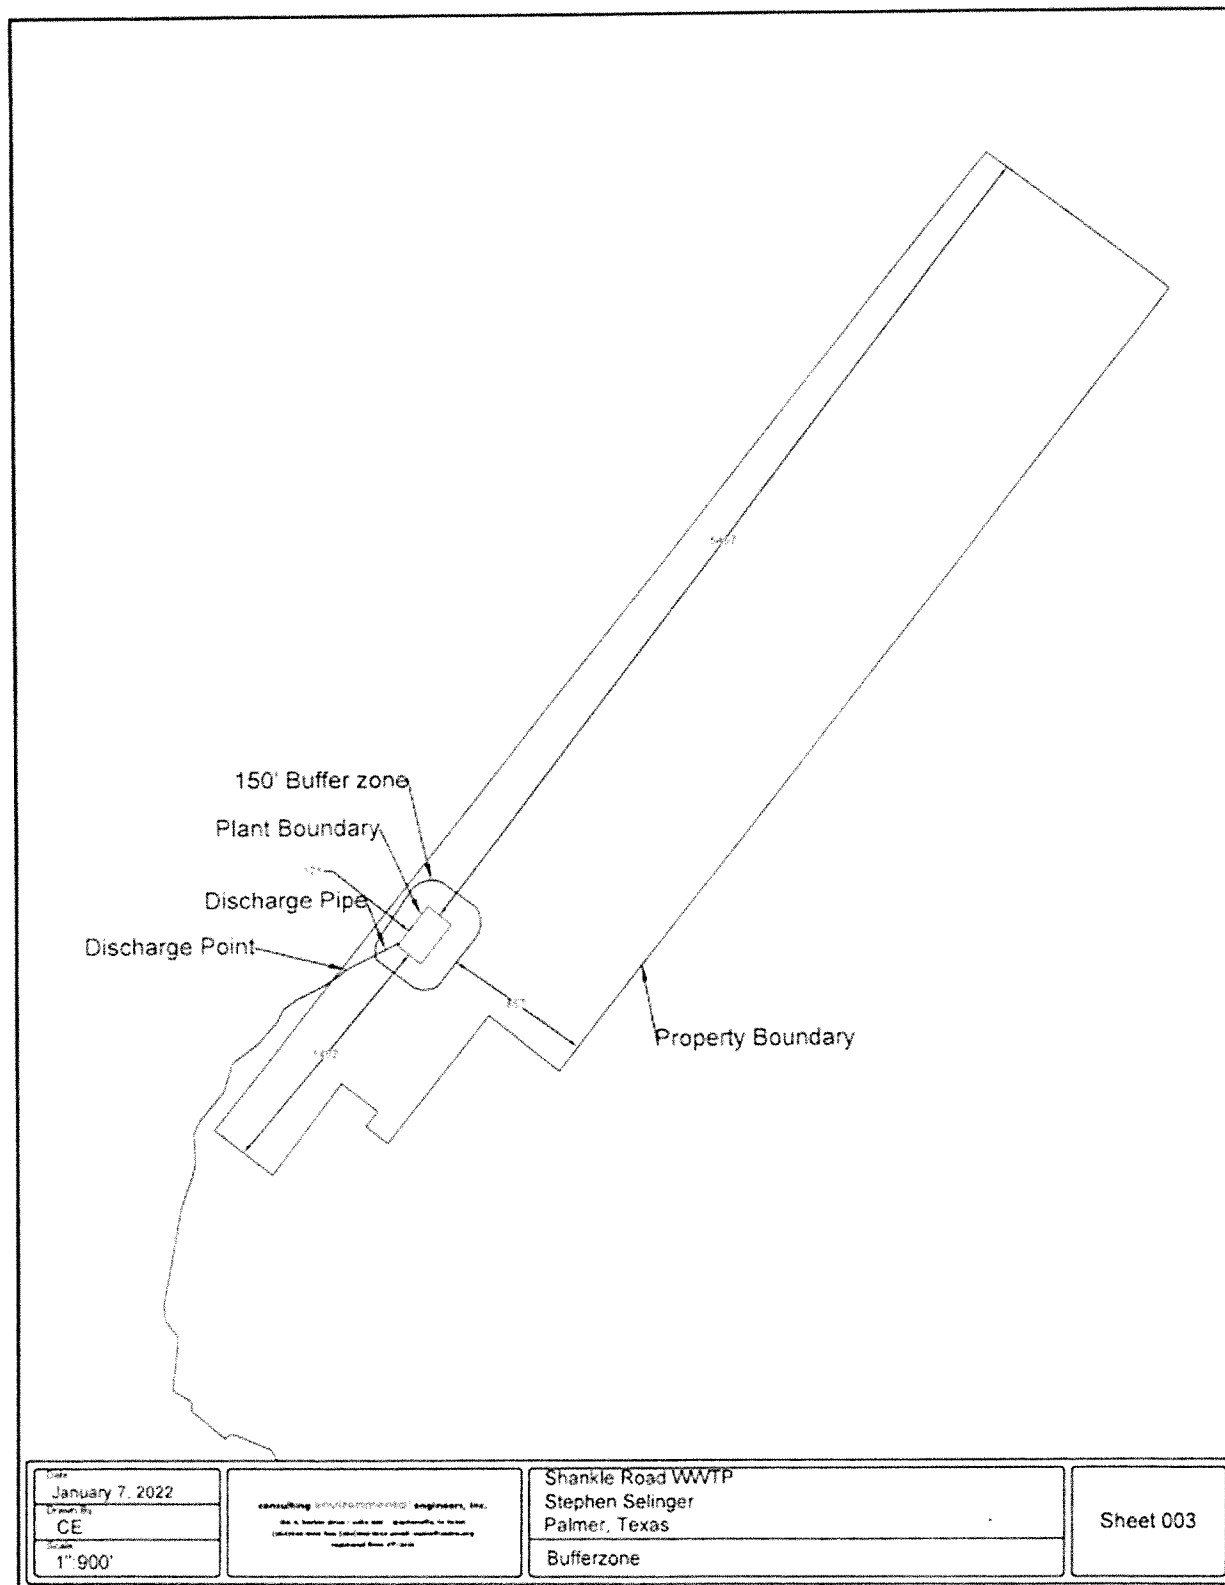 150' Buffer zone
Plant Boundary
Discharge Pipe
Discharge Point
Property Boundary
Date
January 7, 2022
Drawn By
CE
Scale
1":900'
consulting environmental engineers, inc.
Shankle Road WWTP
Stephen Selinger
Palmer, Texas
Bufferzone
Sheet 003